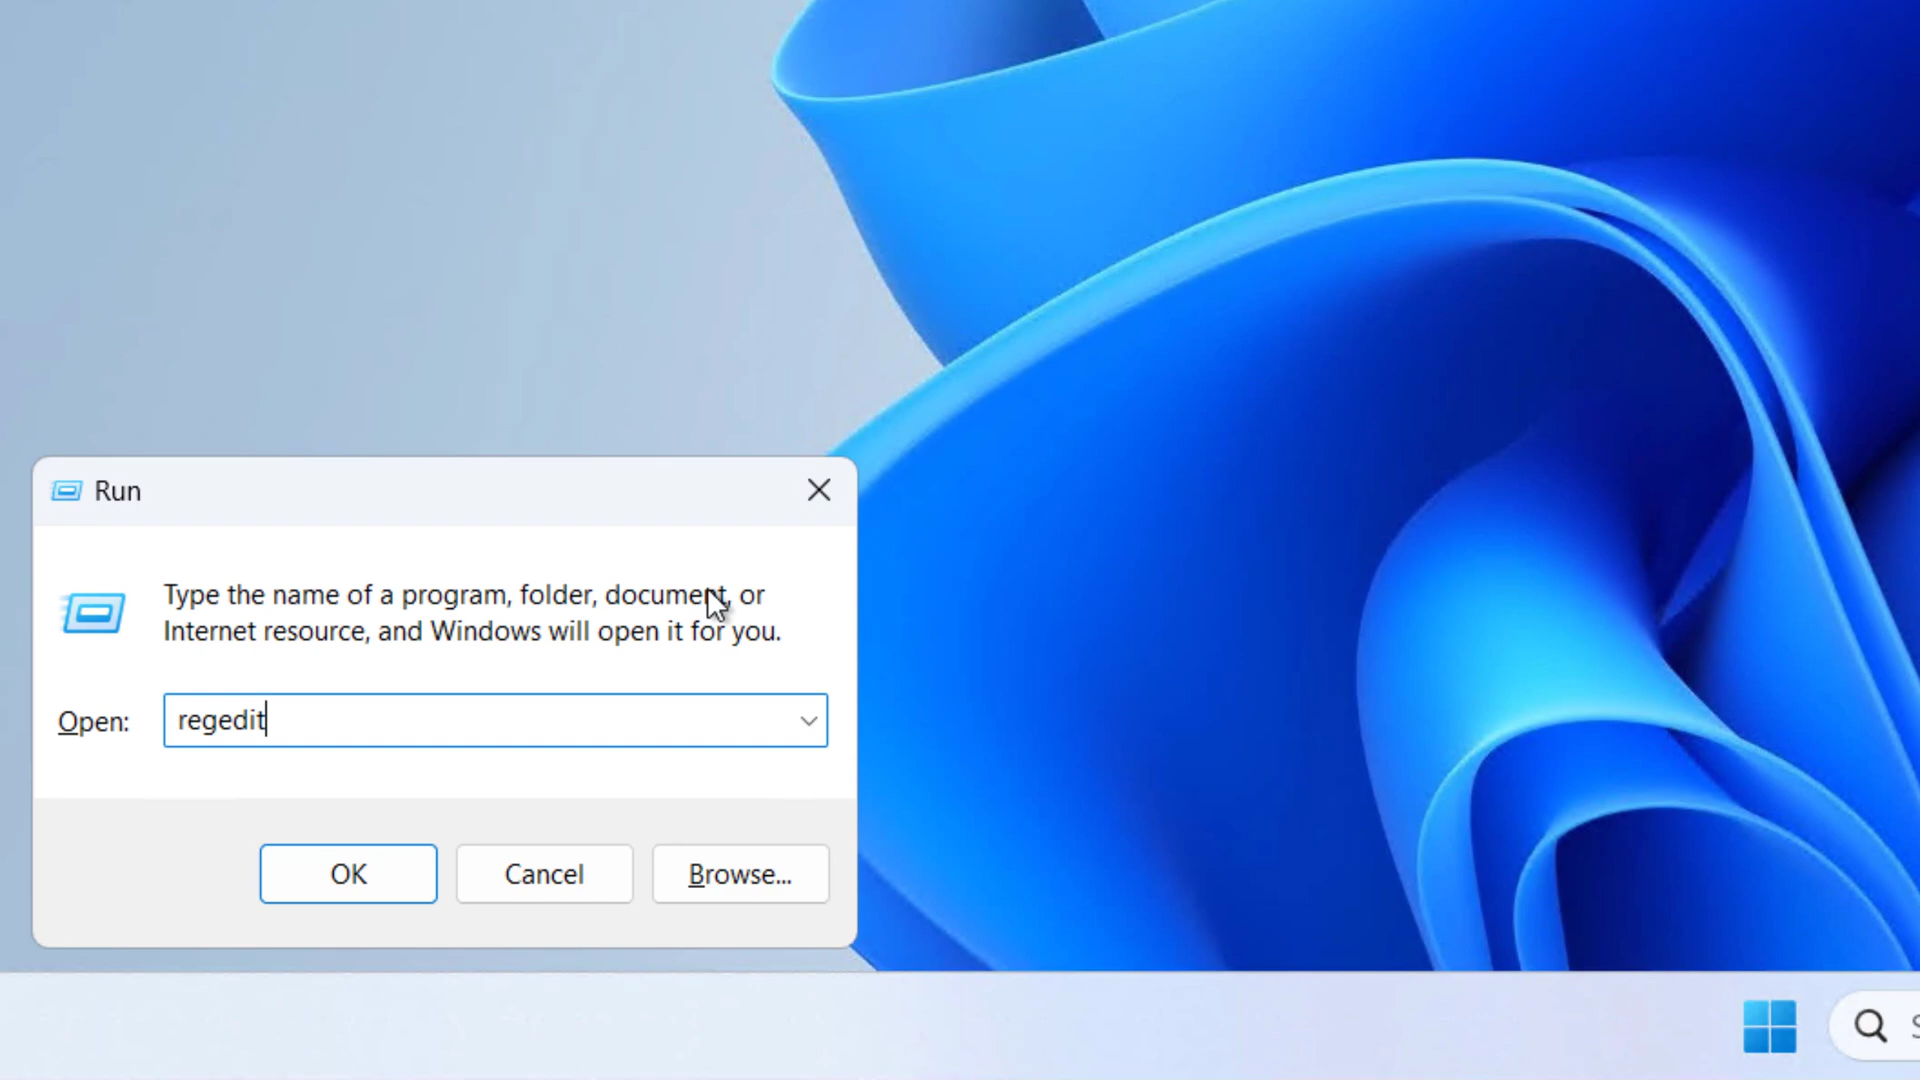 Run
Type the name of a program, folder, document, or
Internet resource, and Windows will open it for you.
Open: regedit
OK Cancel Browse...
S